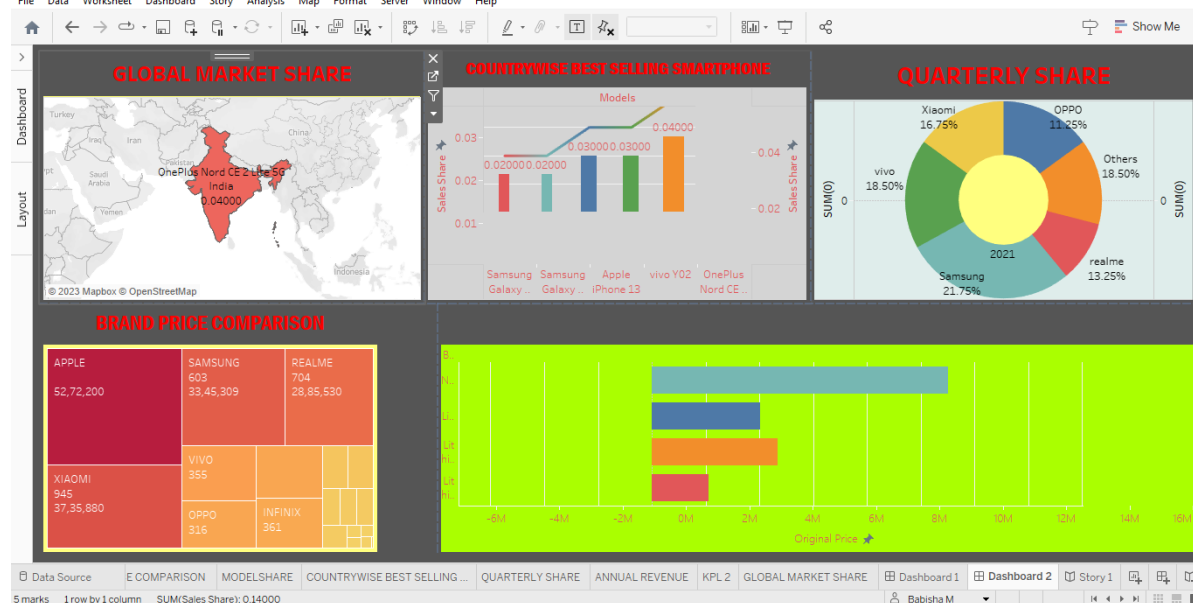 File Data Worksheet Dashboard Story Analysis Map Format Server Window Help
Show Me
Dashboard
Layout
GLOBAL MARKET SHARE
Turkey
Iraq
Iran
China
Pakistan
Saudi
Arabia
Yemen
Indonesia
OnePlus Nord CE 2 Lite 5G
India
0.04000
© 2023 Mapbox © OpenStreetMap
COUNTRYWISE BEST SELLING SMARTPHONE
Models
Sales Share
0.03
0.02
0.01
0.02000 0.02000 0.03000 0.03000 0.04000
0.04
0.02
Sales Share
Samsung Galaxy ..
Samsung Galaxy ..
Apple iPhone 13
vivo Y02
OnePlus Nord CE ..
QUARTERLY SHARE
SUM(0)
0
Xiaomi
16.75%
OPPO
11.25%
Others
18.50%
vivo
18.50%
realme
13.25%
Samsung
21.75%
2021
0
SUM(0)
BRAND PRICE COMPARISON
APPLE
52,72,200
SAMSUNG
603
33,45,309
REALME
704
28,85,530
XIAOMI
945
37,35,880
VIVO
355
OPPO
316
INFINIX
361
B..
N..
Li..
Lit
hi..
Lit
hi..
-6M -4M -2M 0M 2M 4M 6M 8M 10M 12M 14M 16M
Original Price
Data Source E COMPARISON MODELSHARE COUNTRYWISE BEST SELLING ... QUARTERLY SHARE ANNUAL REVENUE KPL 2 GLOBAL MARKET SHARE Dashboard 1 Dashboard 2 Story 1
5 marks 1 row by 1 column SUM(Sales Share): 0.14000 Babisha M